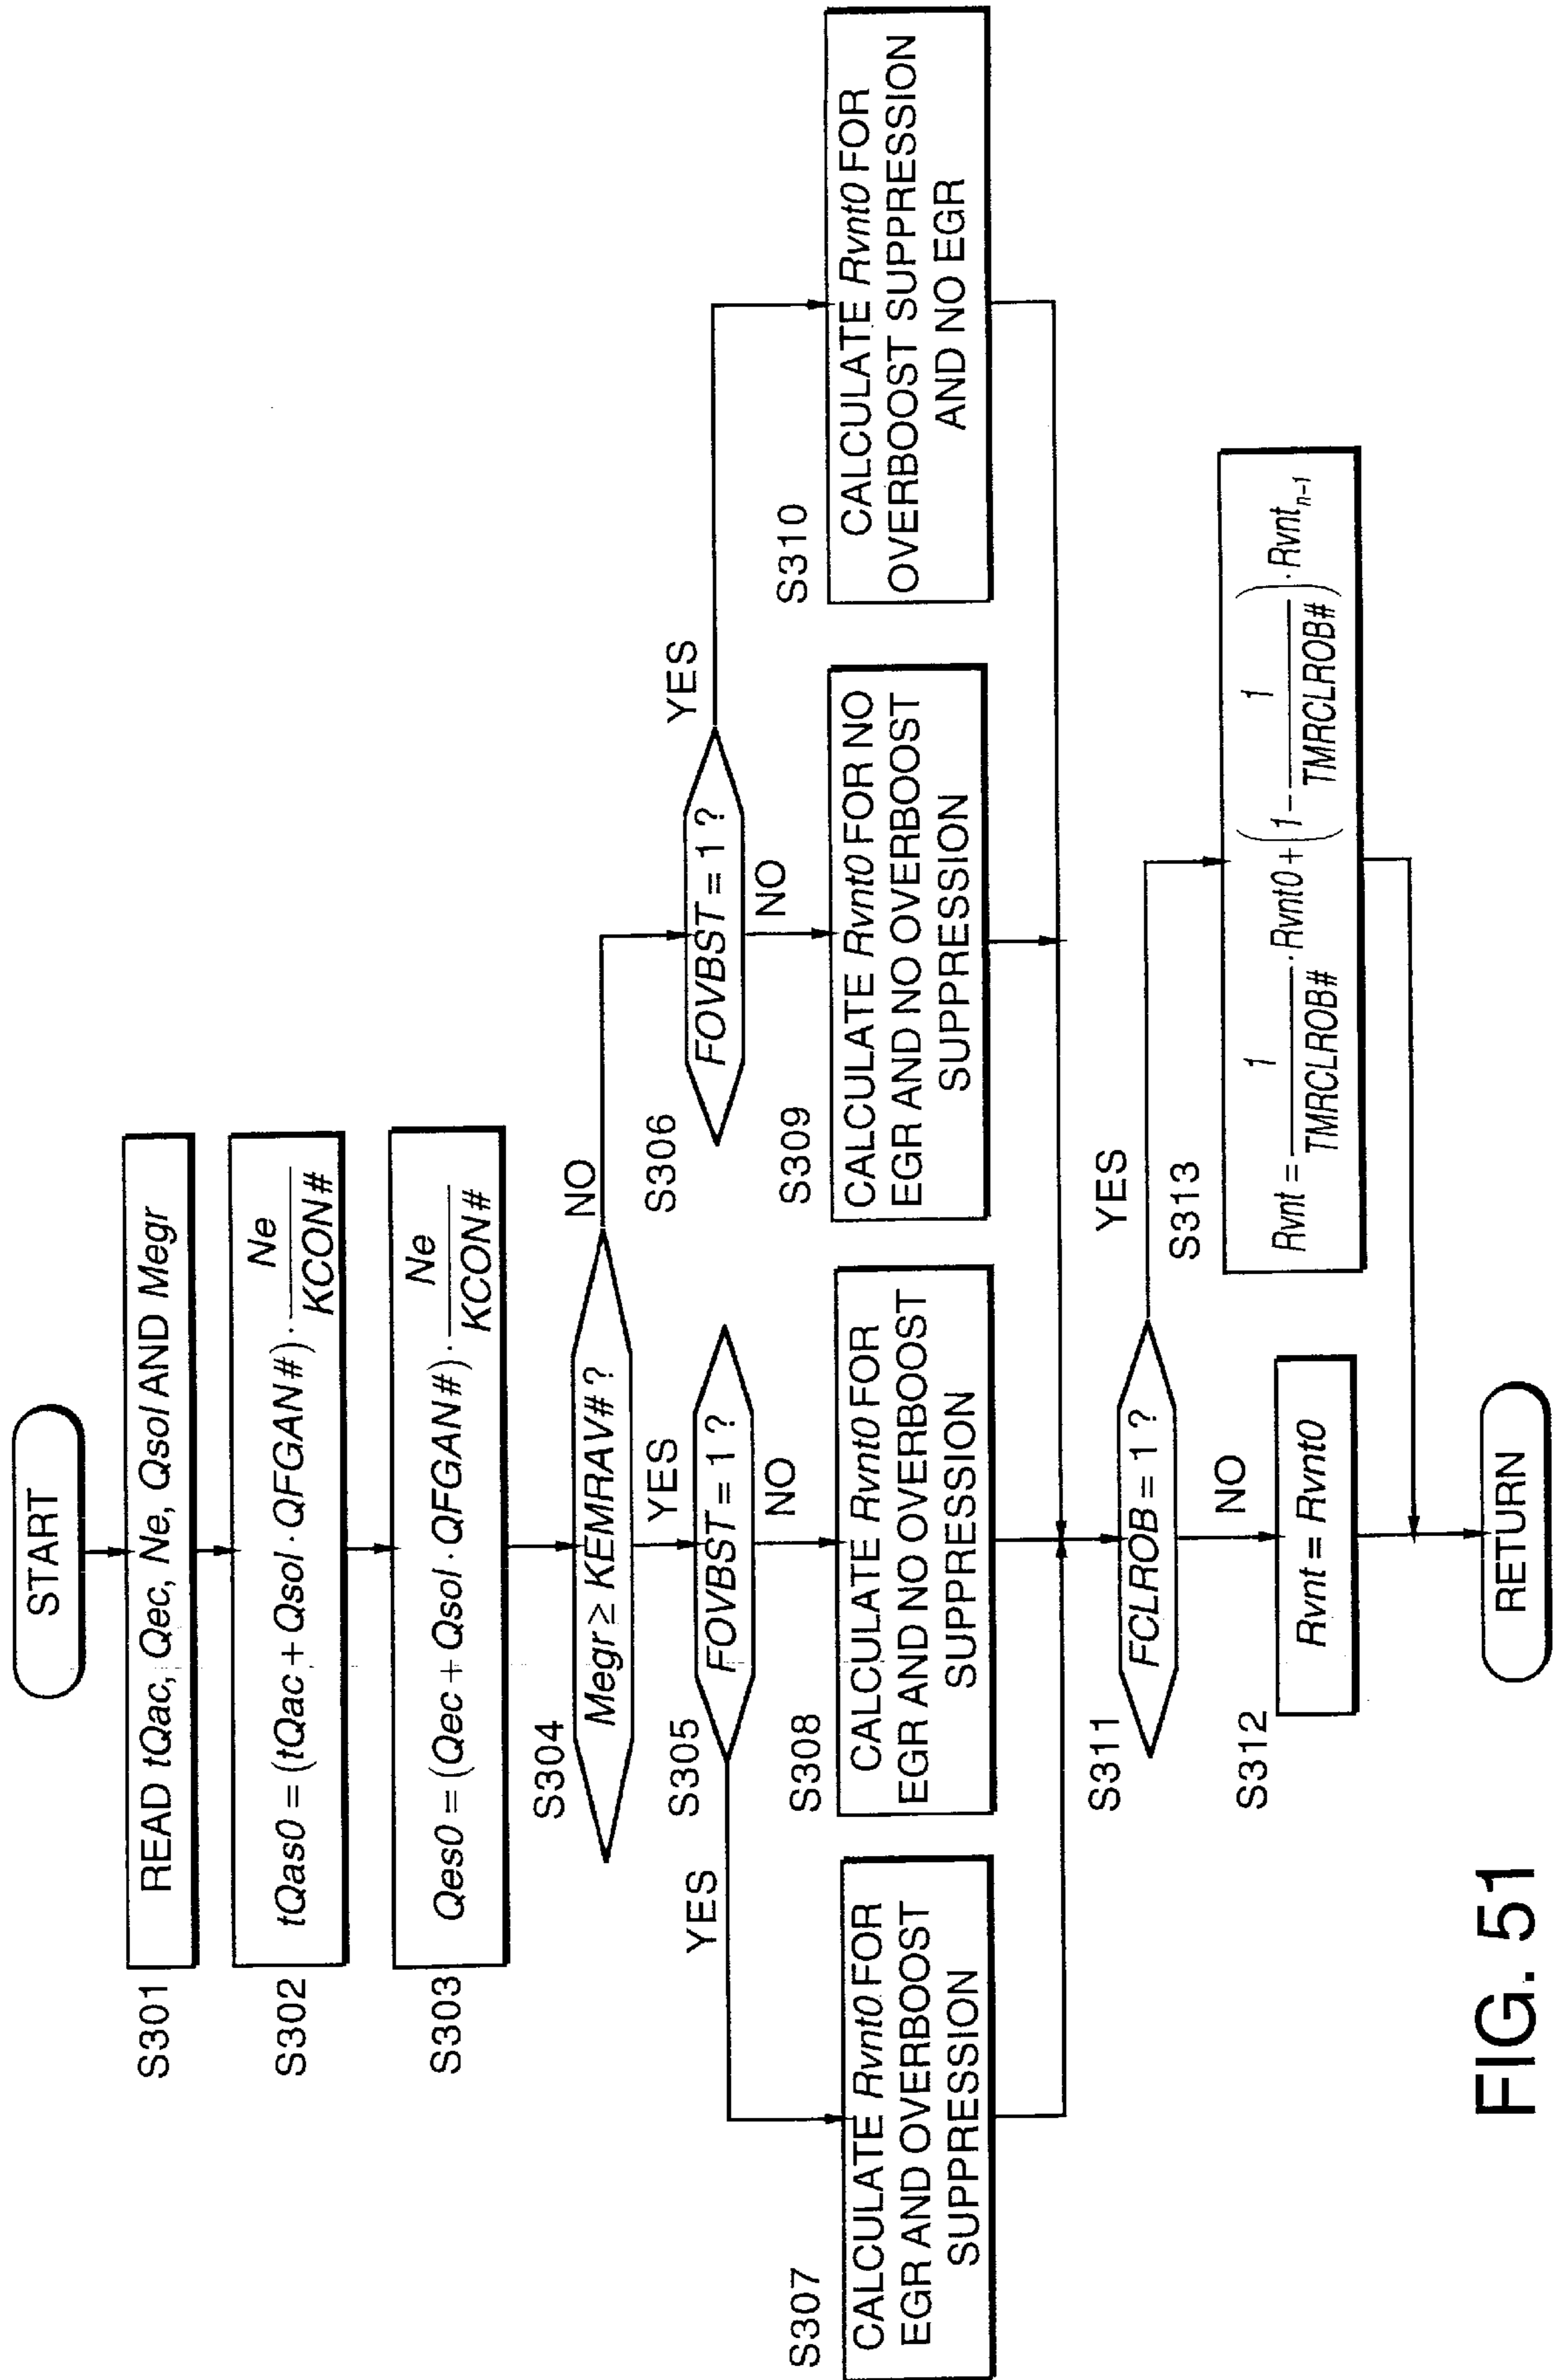 START
S301
READ tQac, Qec, Ne, Qsol AND Megr
S302
tQas0 = (tQac + Qsol · QFGAN#) · Ne / KCON#
S303
Qes0 = (Qec + Qsol · QFGAN#) · Ne / KCON#
S304
Megr ≥ KEMRAV# ?
NO
YES
S305
FOVBST = 1 ?
YES
NO
S306
FOVBST = 1 ?
YES
NO
S307
CALCULATE Rvnt0 FOR
EGR AND OVERBOOST
SUPPRESSION
S308
CALCULATE Rvnt0 FOR
EGR AND NO OVERBOOST
SUPPRESSION
S309
CALCULATE Rvnt0 FOR NO
EGR AND NO OVERBOOST
SUPPRESSION
S310
CALCULATE Rvnt0 FOR
OVERBOOST SUPPRESSION
AND NO EGR
S311
FCLROB = 1 ?
YES
NO
S312
Rvnt = Rvnt0
S313
Rvnt = 1 / TMRCLROB# · Rvnt0 + (1 - 1 / TMRCLROB#) · Rvntn-1
RETURN
FIG. 51